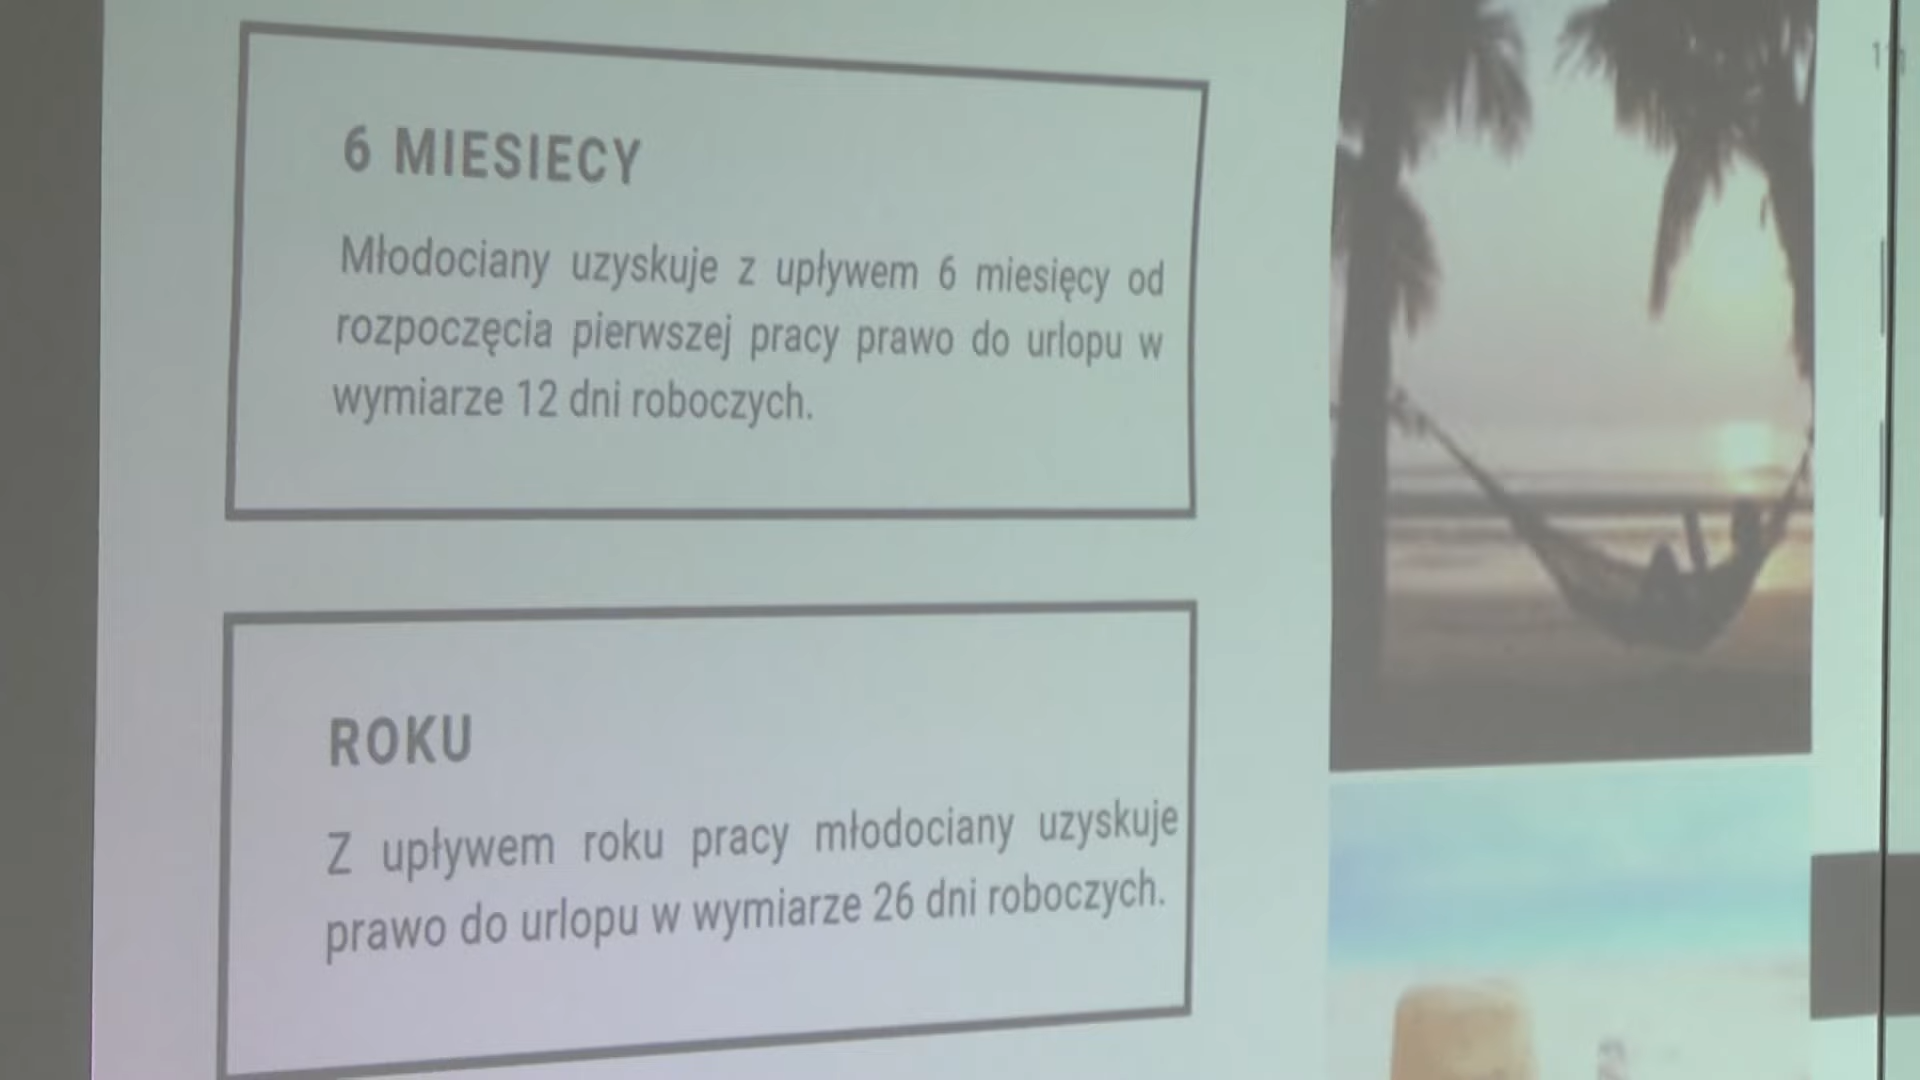 6 MIESIECY
Młodociany uzyskuje z upływem 6 miesięcy od
rozpoczęcia pierwszej pracy prawo do urlopu w
wymiarze 12 dni roboczych.
ROKU
Z upływem roku pracy młodociany uzyskuje
prawo do urlopu w wymiarze 26 dni roboczych.